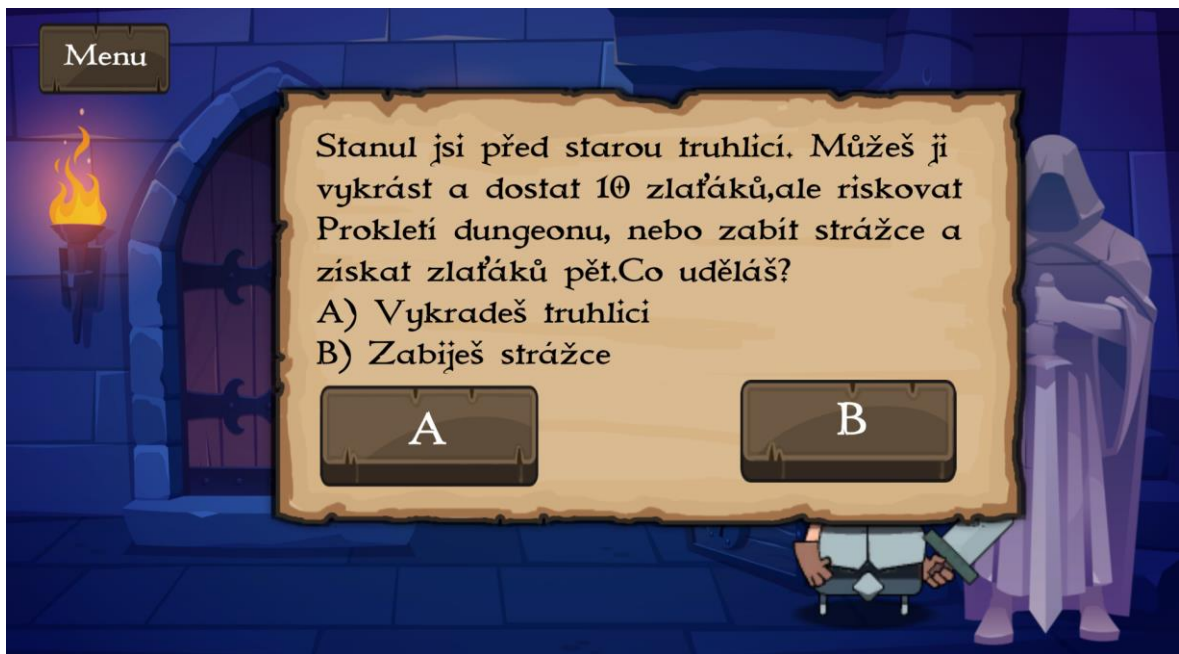 Menu
Stanul jsi před starou truhlicí. Můžeš ji
vykrást a dostat 10 zlaťáků,ale riskovat
Prokletí dungeonu, nebo zabít strážce a
získat zlaťáků pět.Co uděláš?
A) Vykradeš truhlici
B) Zabiješ strážce
A
B